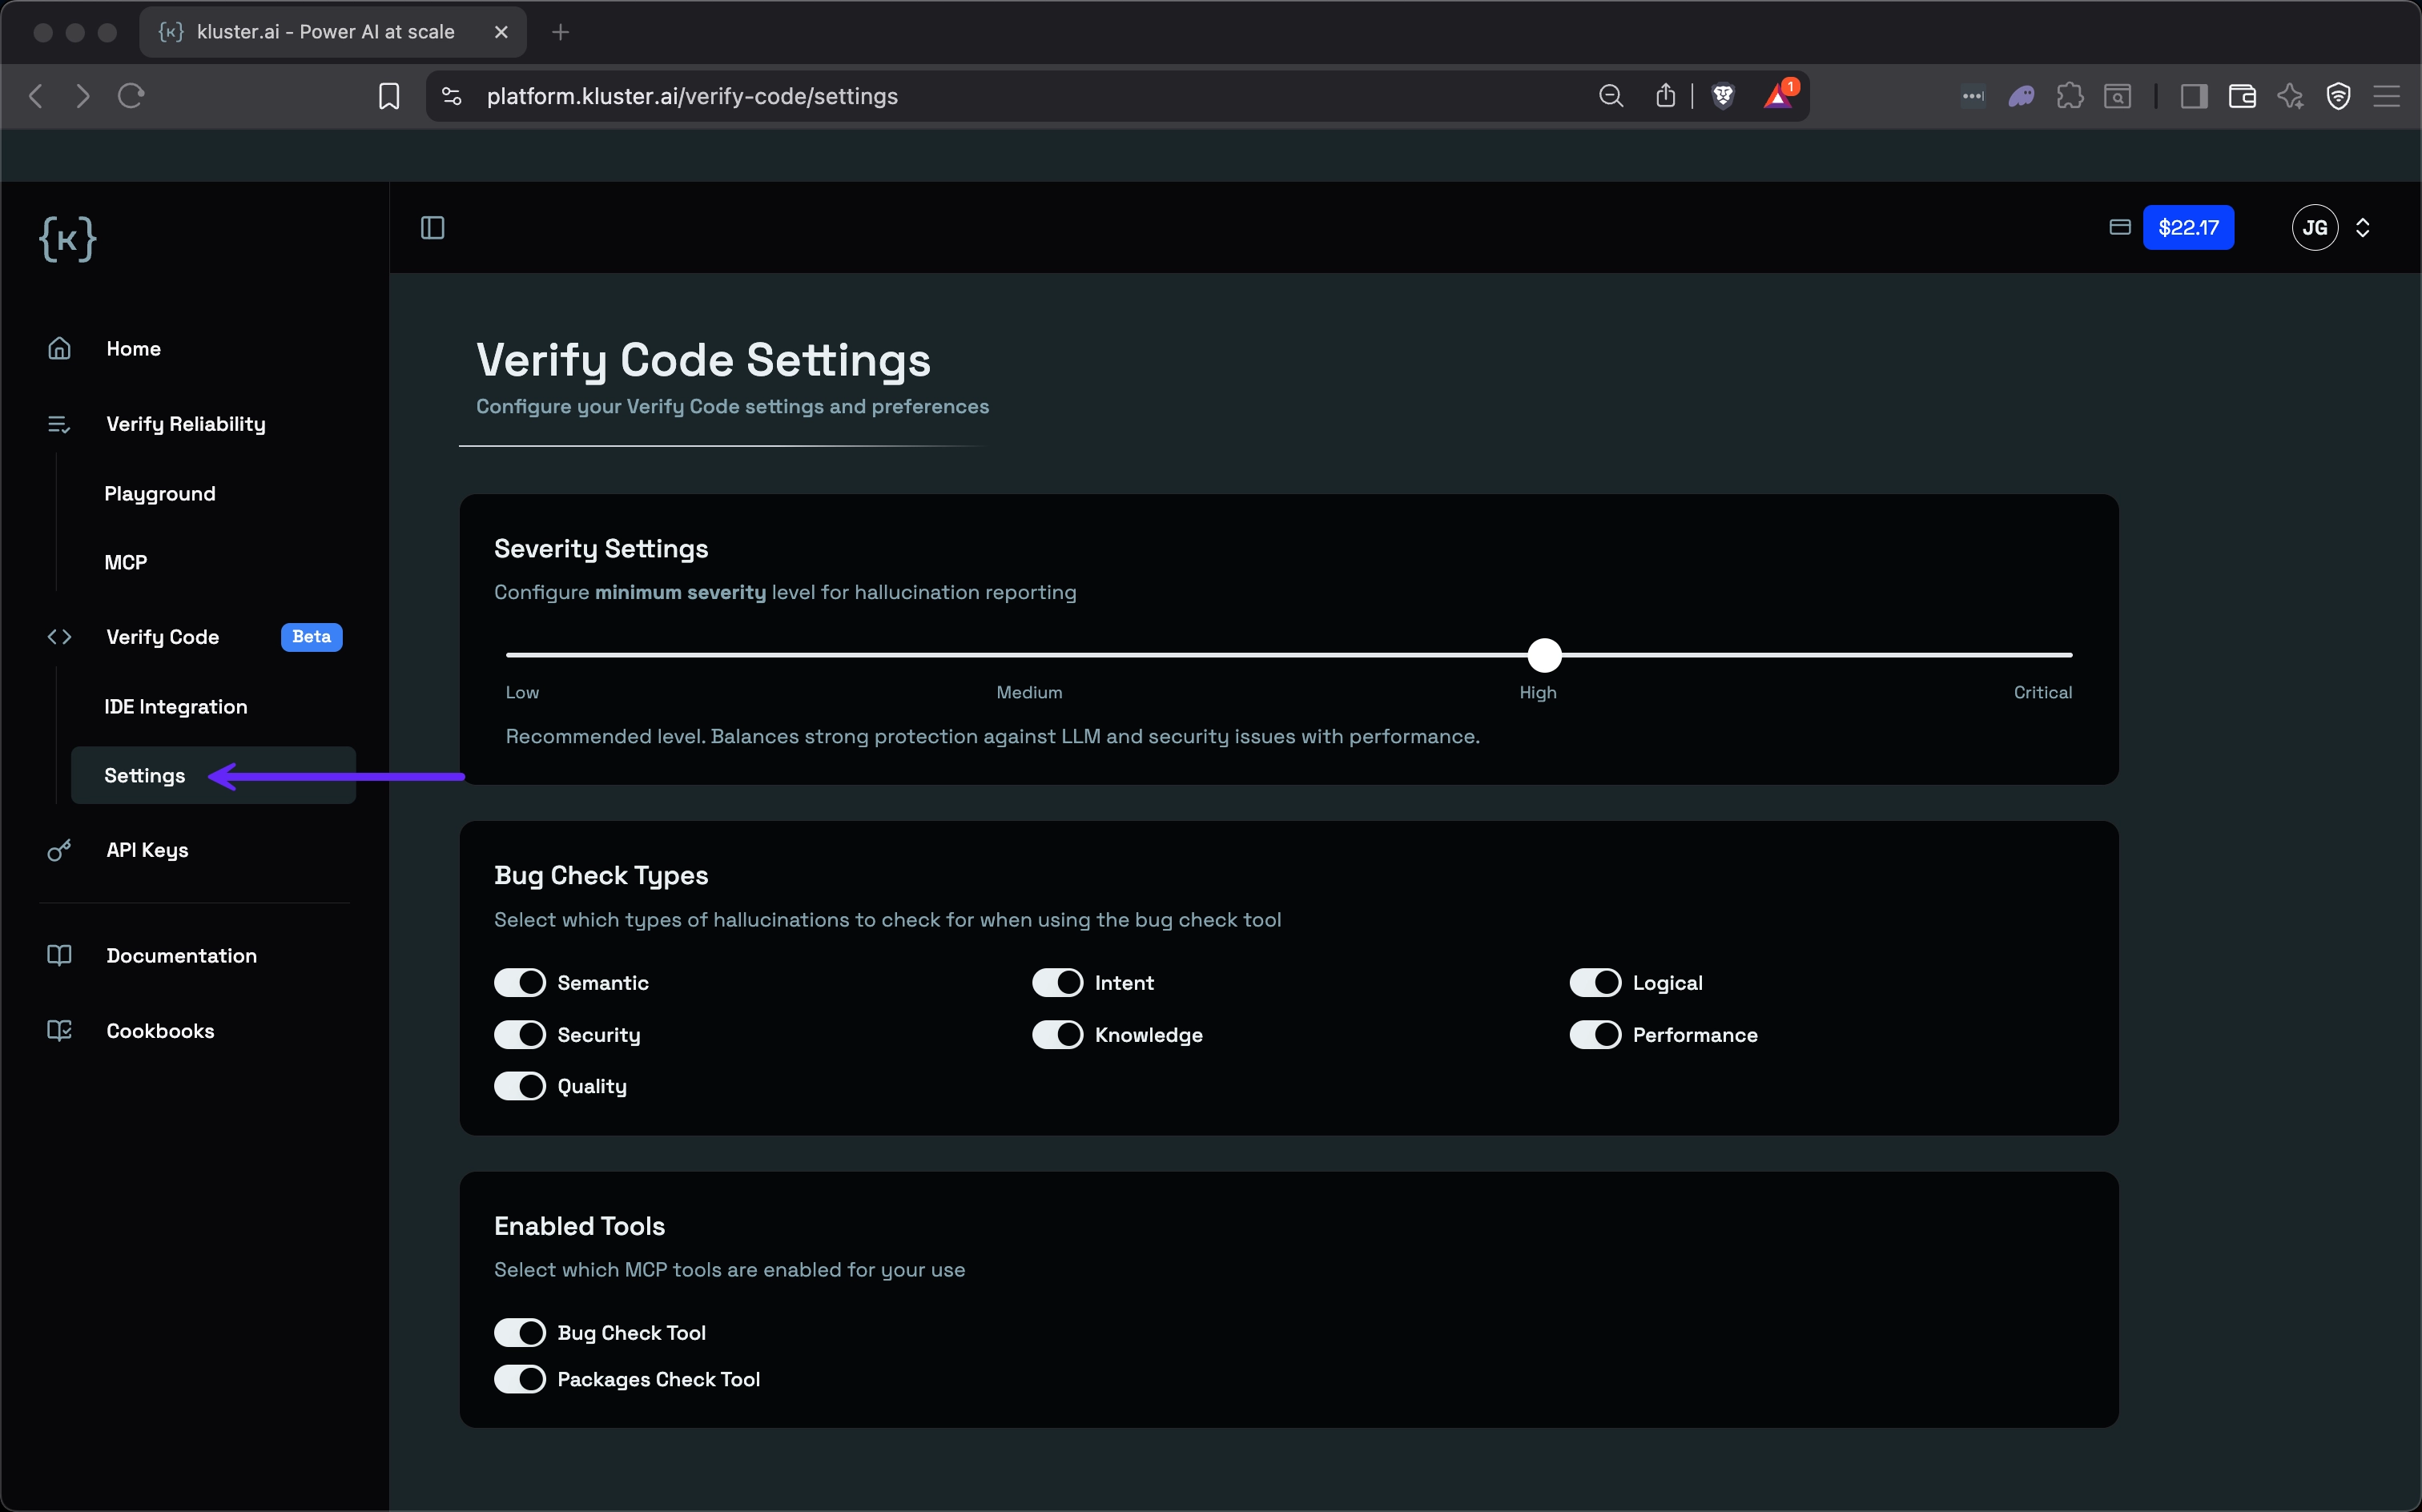 {K} kluster.ai - Power AI at scale
platform.kluster.ai/verify-code/settings
1
{K}
$22.17
JG
Home
Verify Reliability
Playground
MCP
Verify Code Beta
IDE Integration
Settings
API Keys
Documentation
Cookbooks
Verify Code Settings
Configure your Verify Code settings and preferences
Severity Settings
Configure minimum severity level for hallucination reporting
Low Medium High Critical
Recommended level. Balances strong protection against LLM and security issues with performance.
Bug Check Types
Select which types of hallucinations to check for when using the bug check tool
Semantic Intent Logical
Security Knowledge Performance
Quality
Enabled Tools
Select which MCP tools are enabled for your use
Bug Check Tool
Packages Check Tool